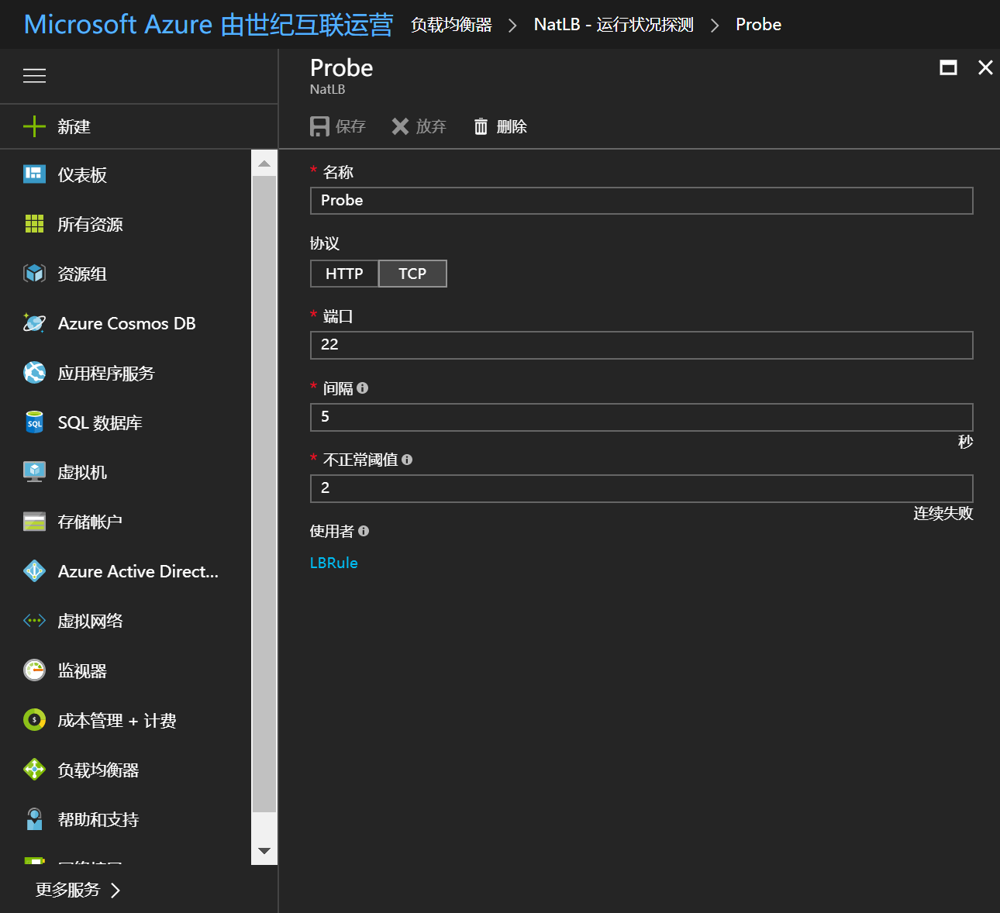 Microsoft Azure 由世纪互联运营 负载均衡器 NatLB - 运行状况探测 Probe
新建
仪表板
所有资源
资源组
Azure Cosmos DB
应用程序服务
SQL 数据库
虚拟机
存储帐户
Azure Active Direct...
虚拟网络
监视器
成本管理 + 计费
负载均衡器
帮助和支持
更多服务
Probe
NatLB
保存 放弃 删除
* 名称
Probe
协议
HTTP TCP
* 端口
22
* 间隔
5
秒
* 不正常阈值
2
连续失败
使用者
LBRule